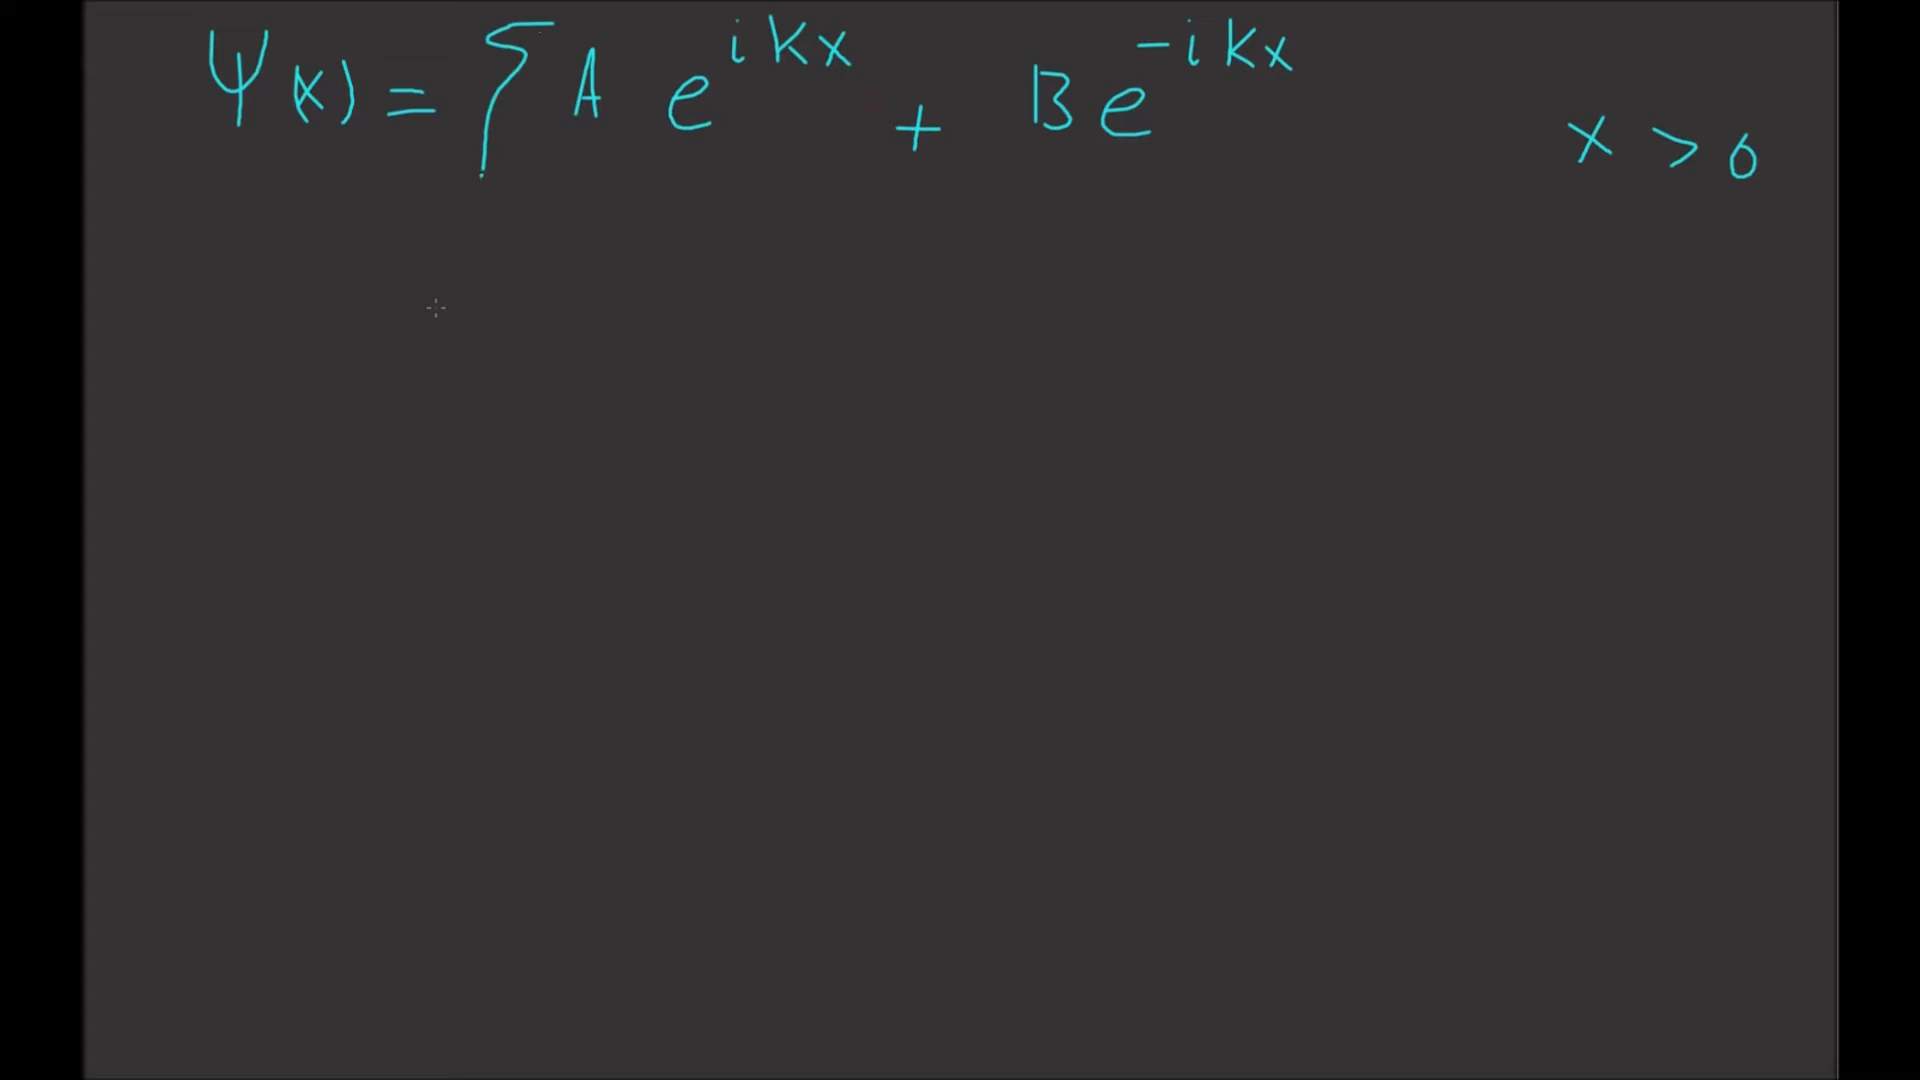 ψ(x) = { A e^{ikx} + B e^{-ikx} x > 0